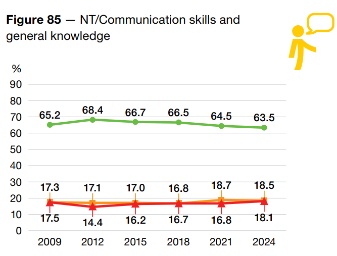 Figure 85 — NT/Communication skills and
general knowledge
%
90
80
70
60
50
40
30
20
10
0
65.2 68.4 66.7 66.5 64.5 63.5
17.3 17.1 17.0 16.8 18.7 18.5
17.5 14.4 16.2 16.7 16.8 18.1
2009 2012 2015 2018 2021 2024